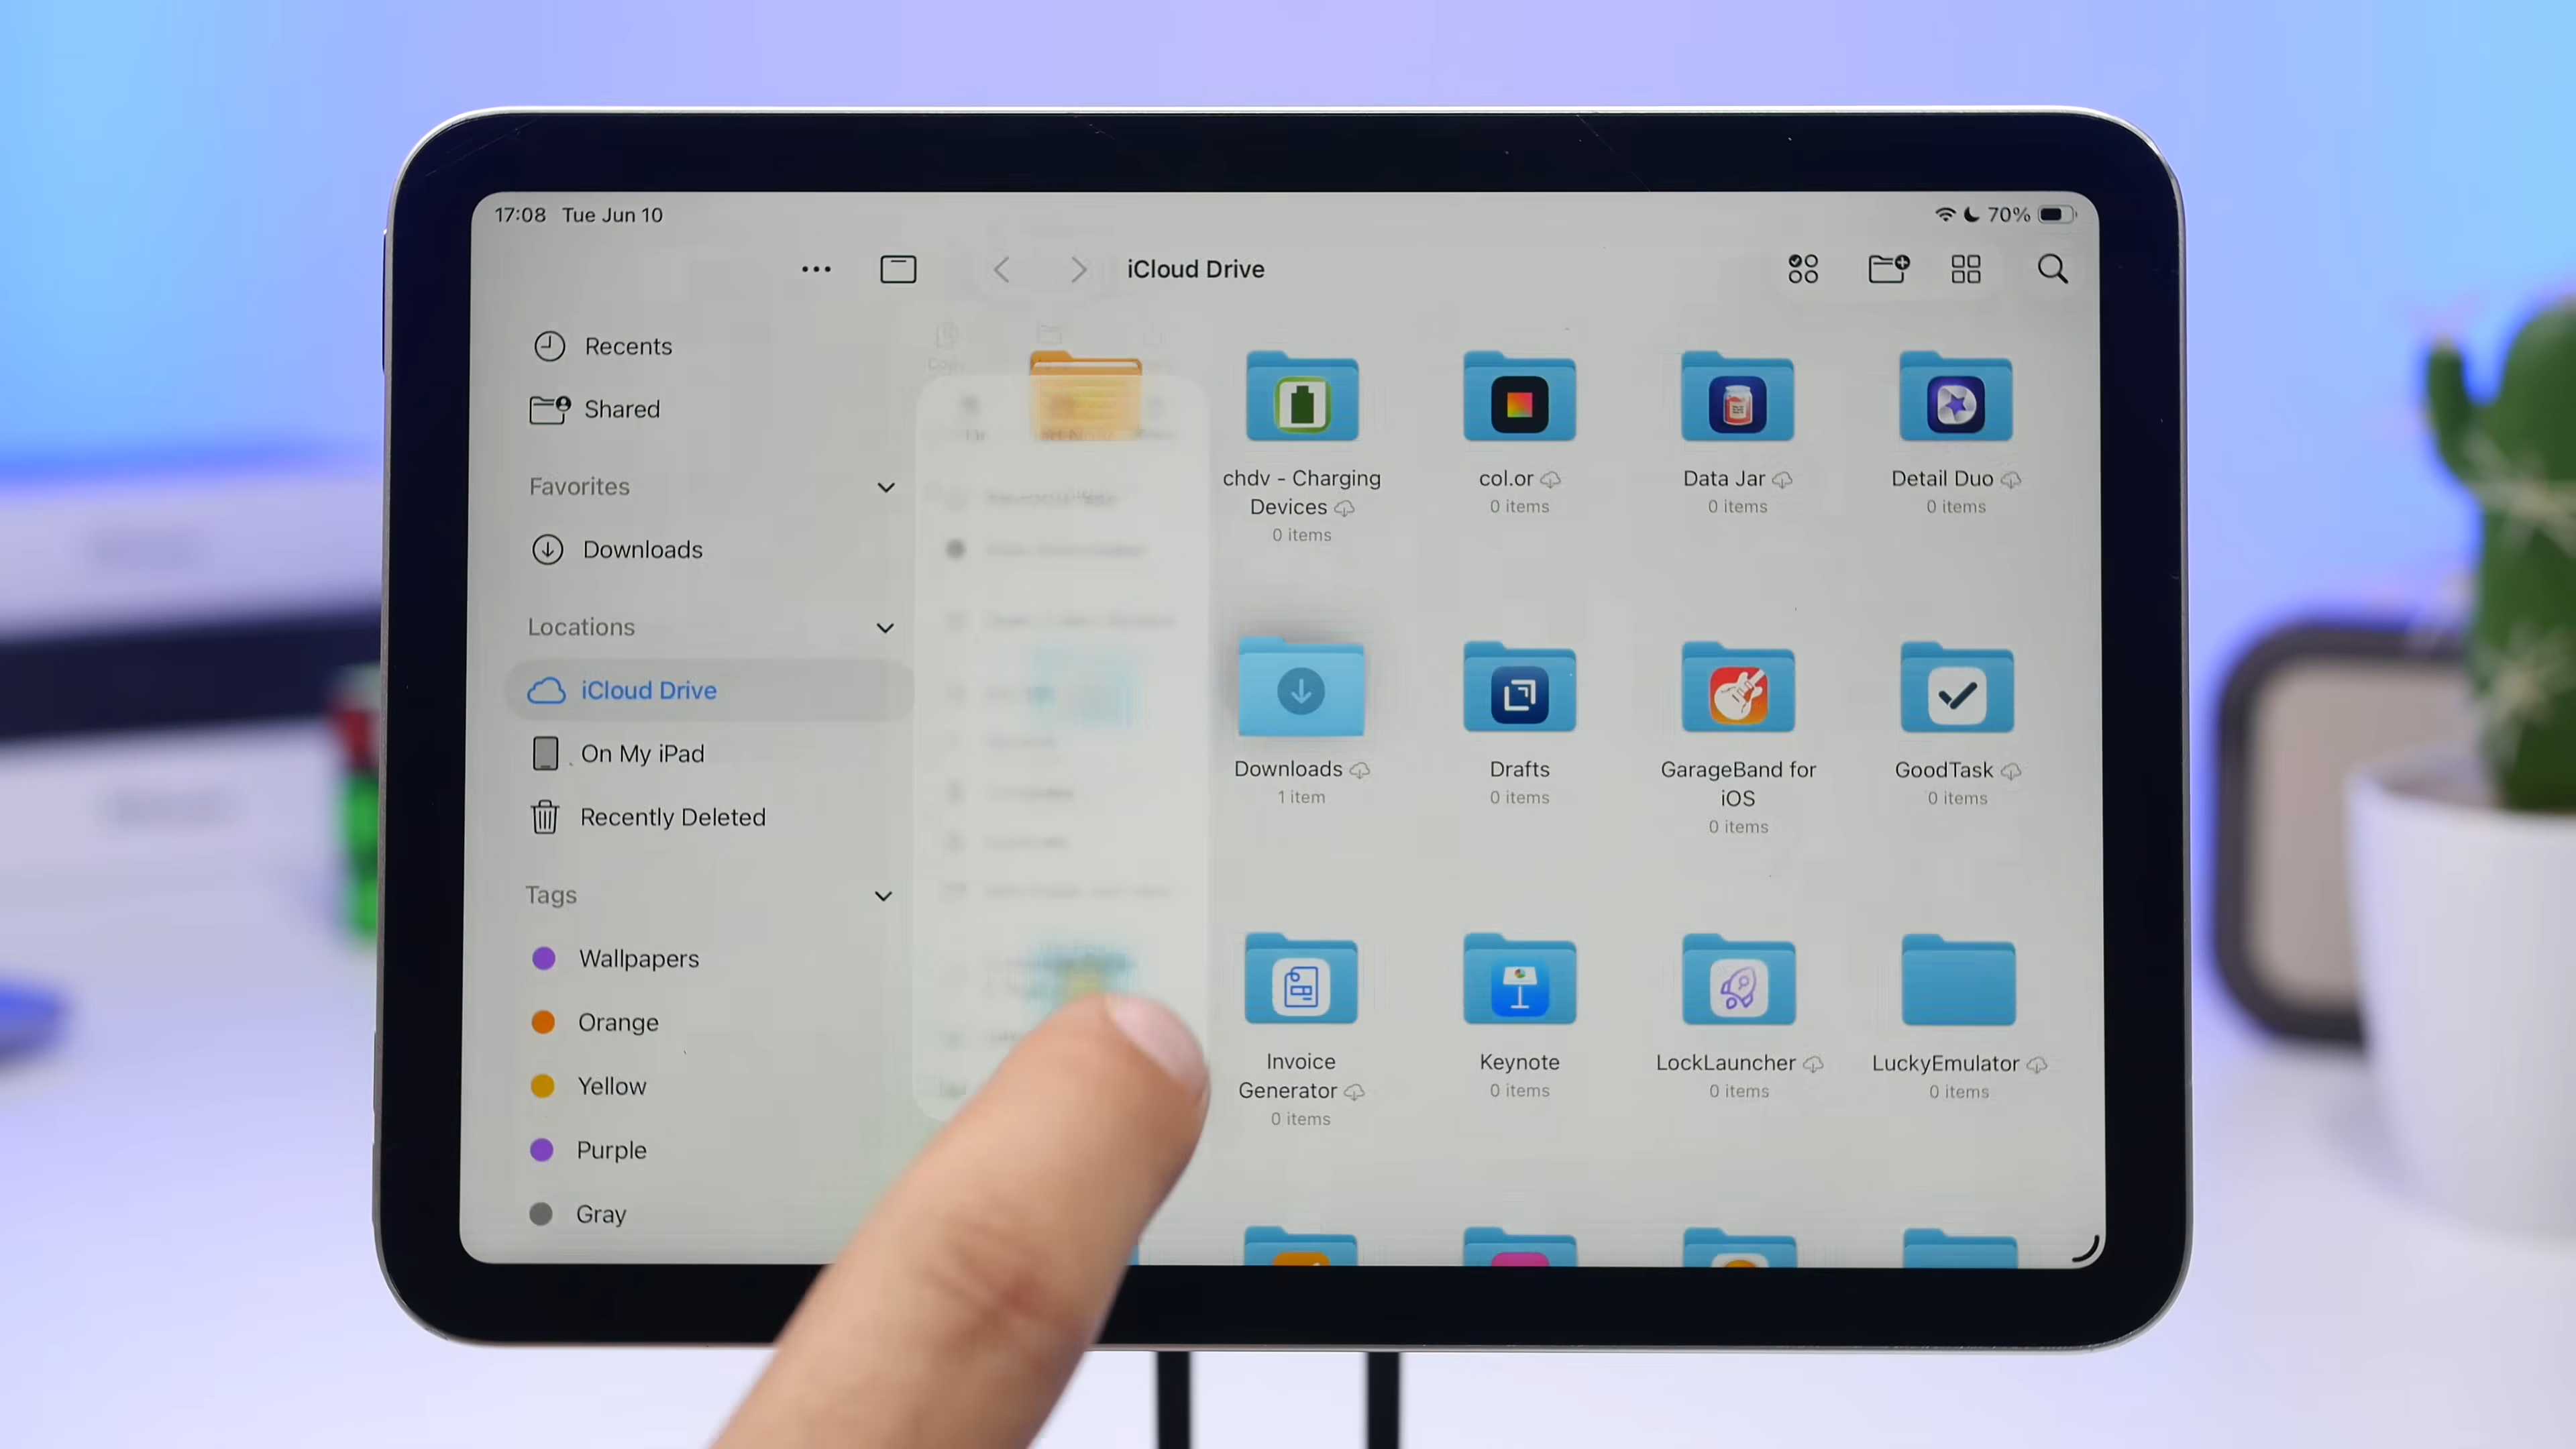 17:08 Tue Jun 10
70%
iCloud Drive
Recents
Shared
Favorites
Downloads
Locations
iCloud Drive
On My iPad
Recently Deleted
Tags
Wallpapers
Orange
Yellow
Purple
Gray
chdv - Charging
Devices
0 items
col.or
0 items
Data Jar
0 items
Detail Duo
0 items
Downloads
1 item
Drafts
0 items
GarageBand for
iOS
0 items
GoodTask
0 items
Invoice
Generator
0 items
Keynote
0 items
LockLauncher
0 items
LuckyEmulator
0 items